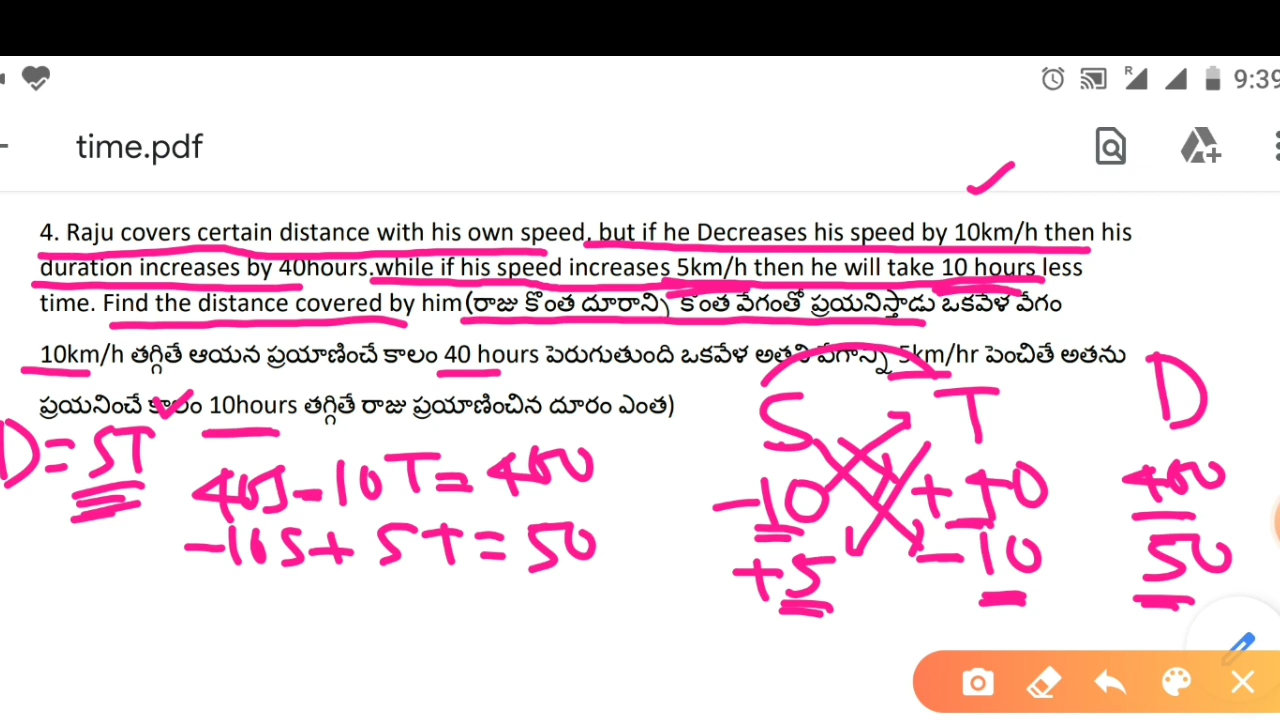 R
9:39
time.pdf
4. Raju covers certain distance with his own speed, but if he Decreases his speed by 10km/h then his
duration increases by 40hours.while if his speed increases 5km/h then he will take 10 hours less
time. Find the distance covered by him(రాజు కొంత దూరాన్ని కొంత వేగంతో ప్రయనిస్తాడు ఒకవేళ వేగం
10km/h తగ్గితే ఆయన ప్రయాణించే కాలం 40 hours పెరుగుతుంది ఒకవేళ అతని వేగాన్ని 5km/hr పెంచితే అతను
ప్రయనించే కాలం 10hours తగ్గితే రాజు ప్రయాణించిన దూరం ఎంత)
S T D
D=ST
40S-10T=400
-10 +40 400
-10S+5T=50
+5 -10 50